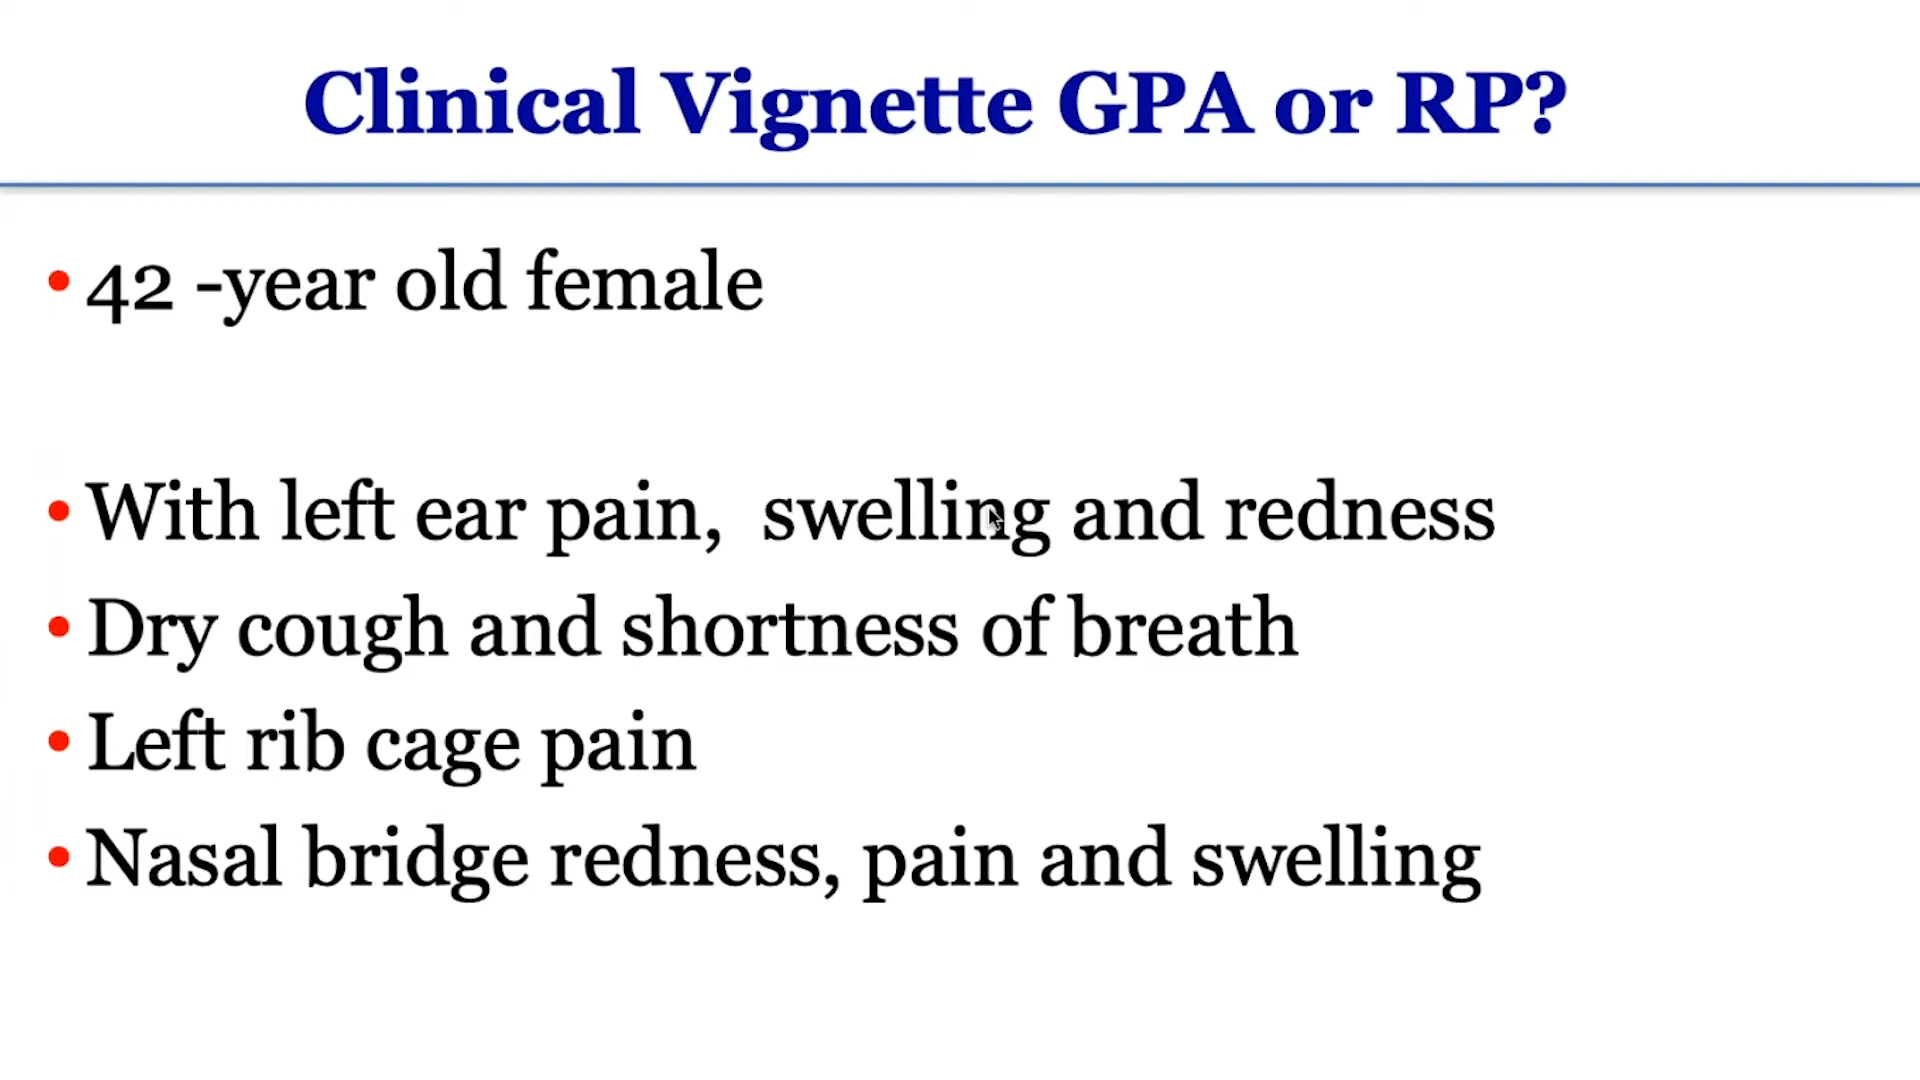 Clinical Vignette GPA or RP?
• 42 -year old female
• With left ear pain,  swelling and redness
• Dry cough and shortness of breath
• Left rib cage pain
• Nasal bridge redness, pain and swelling